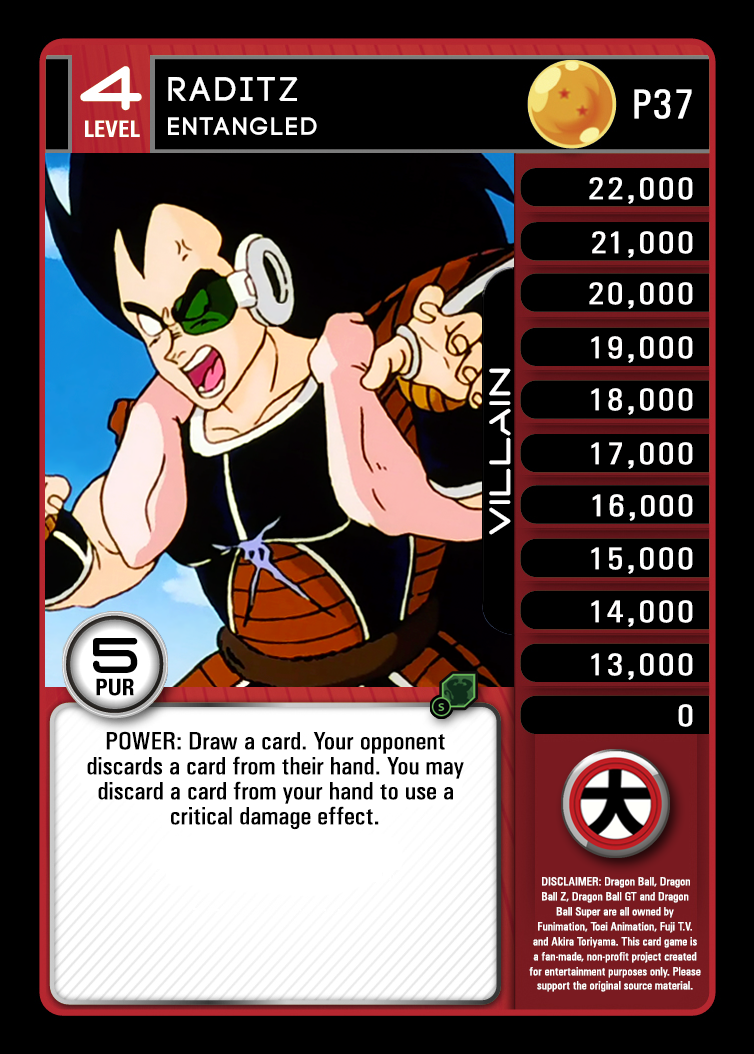 4
LEVEL
RADITZ
ENTANGLED
P37
22,000
21,000
20,000
19,000
18,000
17,000
16,000
15,000
14,000
13,000
0
VILLAIN
5
PUR
S
POWER: Draw a card. Your opponent
discards a card from their hand. You may
discard a card from your hand to use a
critical damage effect.
大
DISCLAIMER: Dragon Ball, Dragon
Ball Z, Dragon Ball GT and Dragon
Ball Super are all owned by
Funimation, Toei Animation, Fuji T.V.
and Akira Toriyama. This card game is
a fan-made, non-profit project created
for entertainment purposes only. Please
support the original source material.